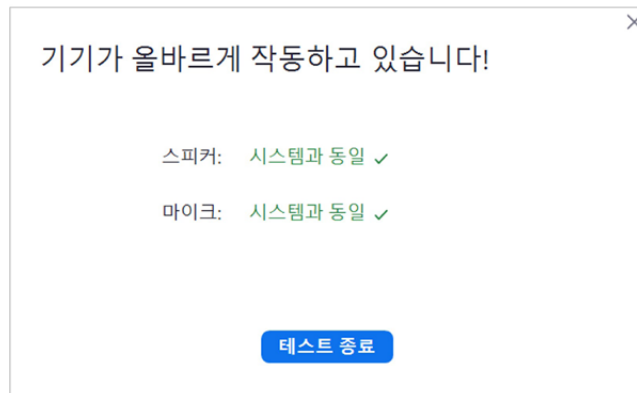 기기가 올바르게 작동하고 있습니다!
스피커: 시스템과 동일 ✓
마이크: 시스템과 동일 ✓
테스트 종료